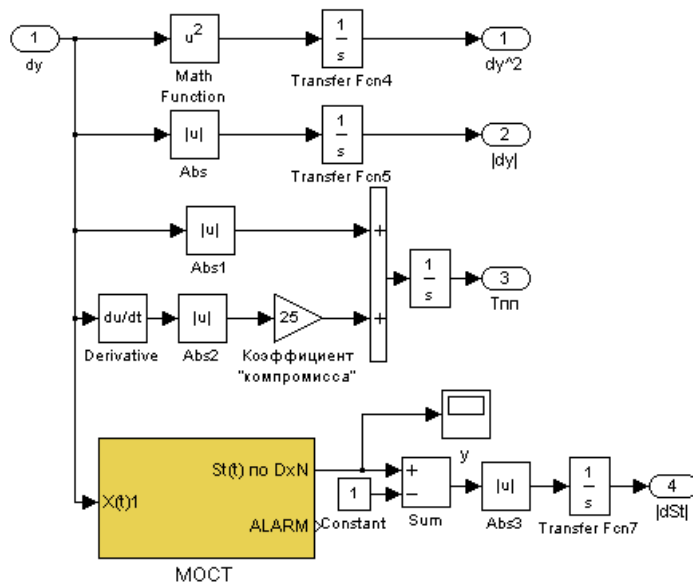 1
dy
u²
Math
Function
1
s
Transfer Fcn4
1
dy^2
|u|
Abs
1
s
Transfer Fcn5
2
|dy|
|u|
Abs1
+
+
1
s
3
Tпп
du/dt
Derivative
|u|
Abs2
25
Коэффициент
"компромисса"
y
X(t)1
St(t) по DxN
ALARM
МОСТ
1
Constant
+
−
Sum
|u|
Abs3
1
s
Transfer Fcn7
4
|dSt|